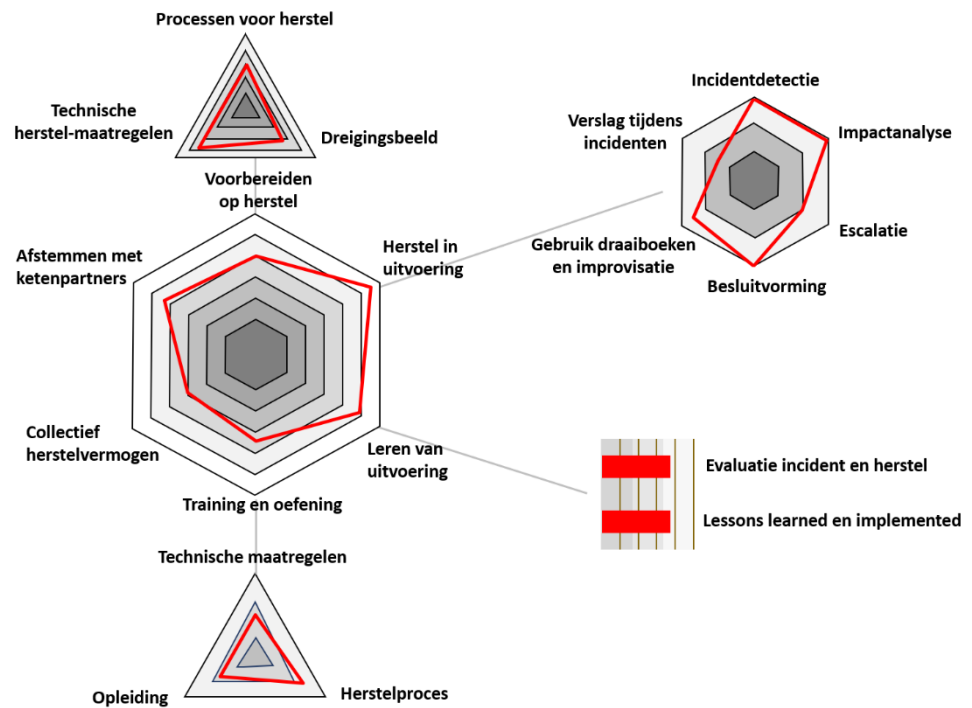 Processen voor herstel
Technische
herstel-maatregelen
Dreigingsbeeld
Incidentdetectie
Verslag tijdens
incidenten
Impactanalyse
Escalatie
Gebruik draaiboeken
en improvisatie
Besluitvorming
Voorbereiden
op herstel
Afstemmen met
ketenpartners
Herstel in
uitvoering
Collectief
herstelvermogen
Leren van
uitvoering
Training en oefening
Evaluatie incident en herstel
Lessons learned en implemented
Technische maatregelen
Opleiding
Herstelproces